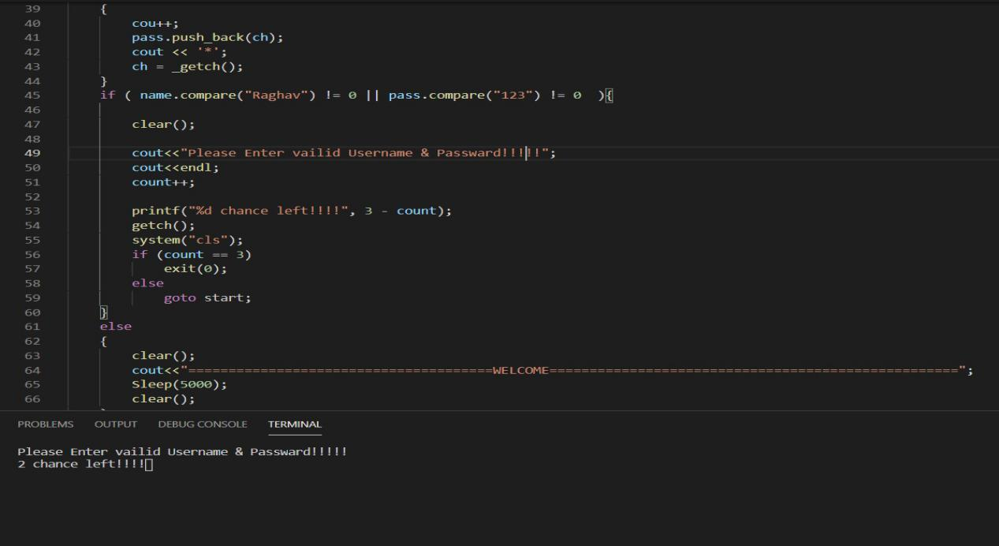 39 {
40 cou++;
41 pass.push_back(ch);
42 cout << '*';
43 ch = _getch();
44 }
45 if ( name.compare("Raghav") != 0 || pass.compare("123") != 0  ){
46
47 clear();
48
49 cout<<"Please Enter vailid Username & Passward!!!!!";
50 cout<<endl;
51 count++;
52
53 printf("%d chance left!!!!", 3 - count);
54 getch();
55 system("cls");
56 if (count == 3)
57 exit(0);
58 else
59 goto start;
60 }
61 else
62 {
63 clear();
64 cout<<"======================================WELCOME===================================================";
65 Sleep(5000);
66 clear();
PROBLEMS OUTPUT DEBUG CONSOLE TERMINAL
Please Enter vailid Username & Passward!!!!!
2 chance left!!!!